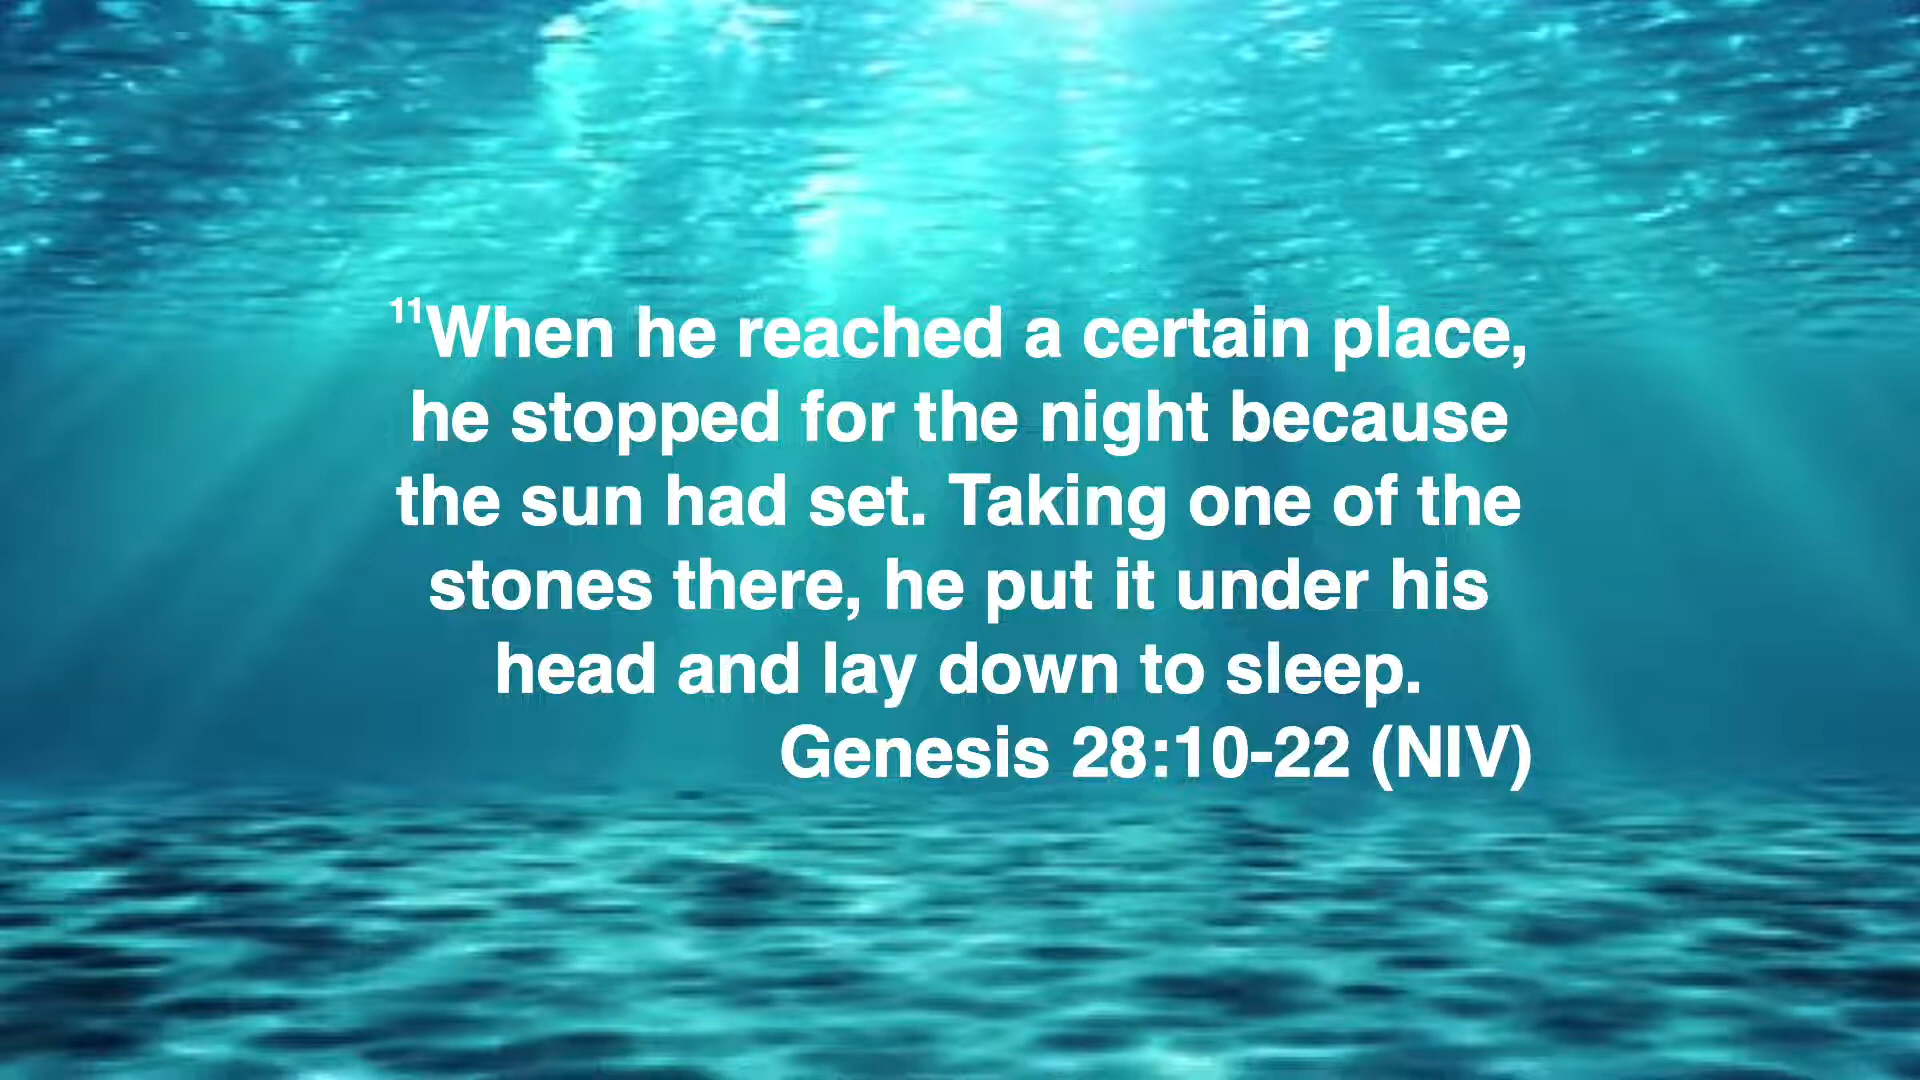 ¹¹When he reached a certain place,
he stopped for the night because
the sun had set. Taking one of the
stones there, he put it under his
head and lay down to sleep.
Genesis 28:10-22 (NIV)